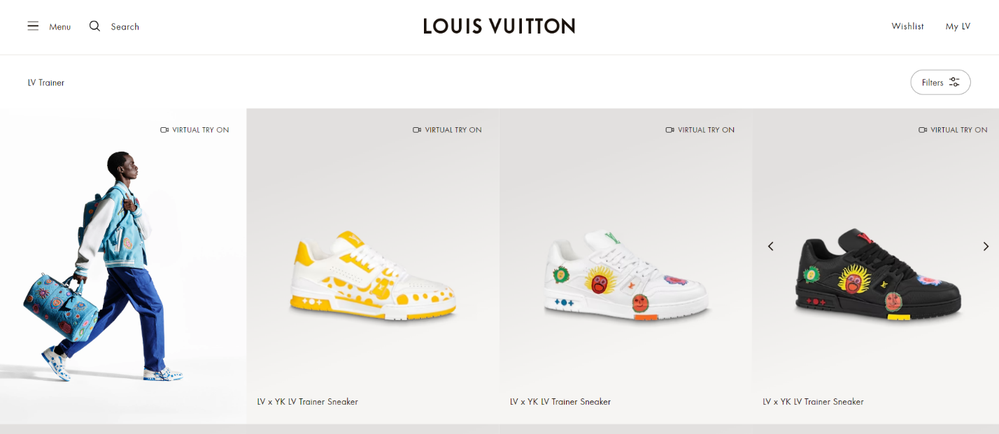 Menu
Search
LOUIS VUITTON
Wishlist
My LV
LV Trainer
Filters
VIRTUAL TRY ON
VIRTUAL TRY ON
VIRTUAL TRY ON
VIRTUAL TRY ON
LV x YK LV Trainer Sneaker
LV x YK LV Trainer Sneaker
LV x YK LV Trainer Sneaker